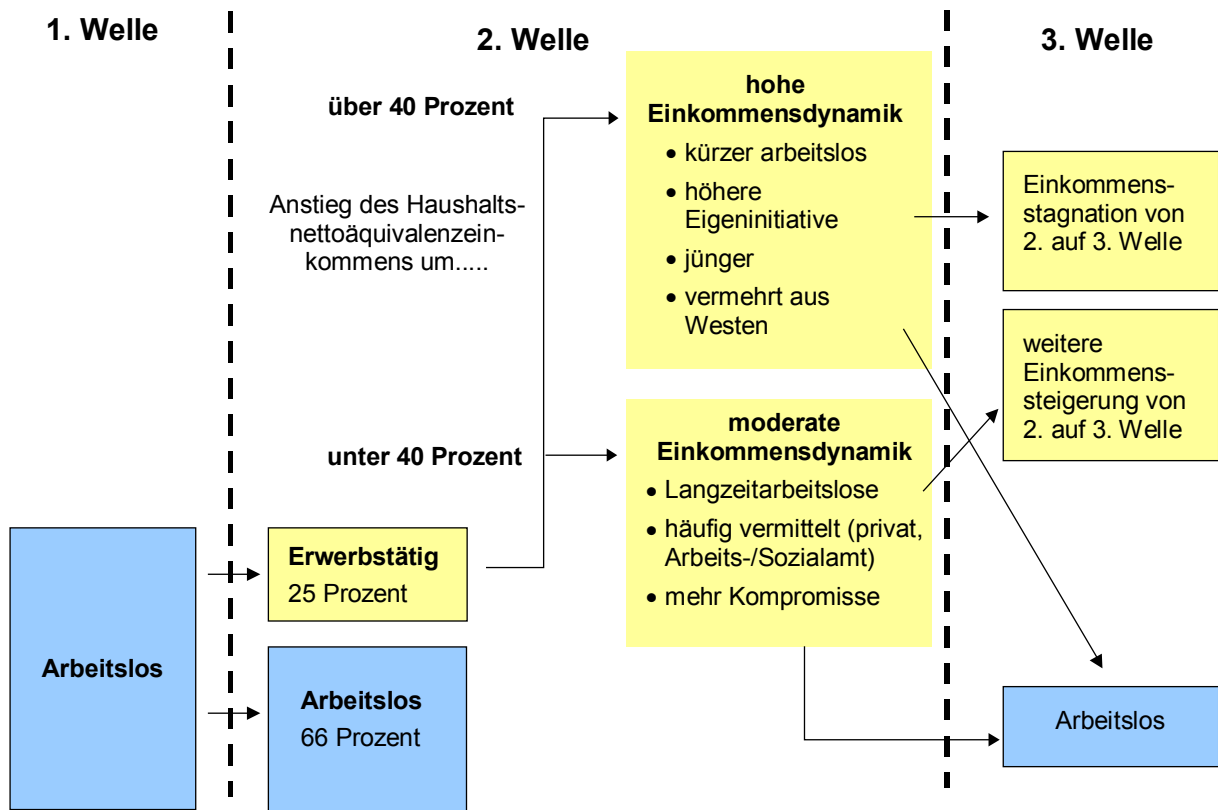 1. Welle
2. Welle
3. Welle
über 40 Prozent
Anstieg des Haushalts-
nettoäquivalenzein-
kommens um.....
unter 40 Prozent
hohe
Einkommensdynamik
• kürzer arbeitslos
• höhere
Eigeninitiative
• jünger
• vermehrt aus
Westen
moderate
Einkommensdynamik
• Langzeitarbeitslose
• häufig vermittelt (privat,
Arbeits-/Sozialamt)
• mehr Kompromisse
Einkommens-
stagnation von
2. auf 3. Welle
weitere
Einkommens-
steigerung von
2. auf 3. Welle
Arbeitslos
Erwerbstätig
25 Prozent
Arbeitslos
66 Prozent
Arbeitslos